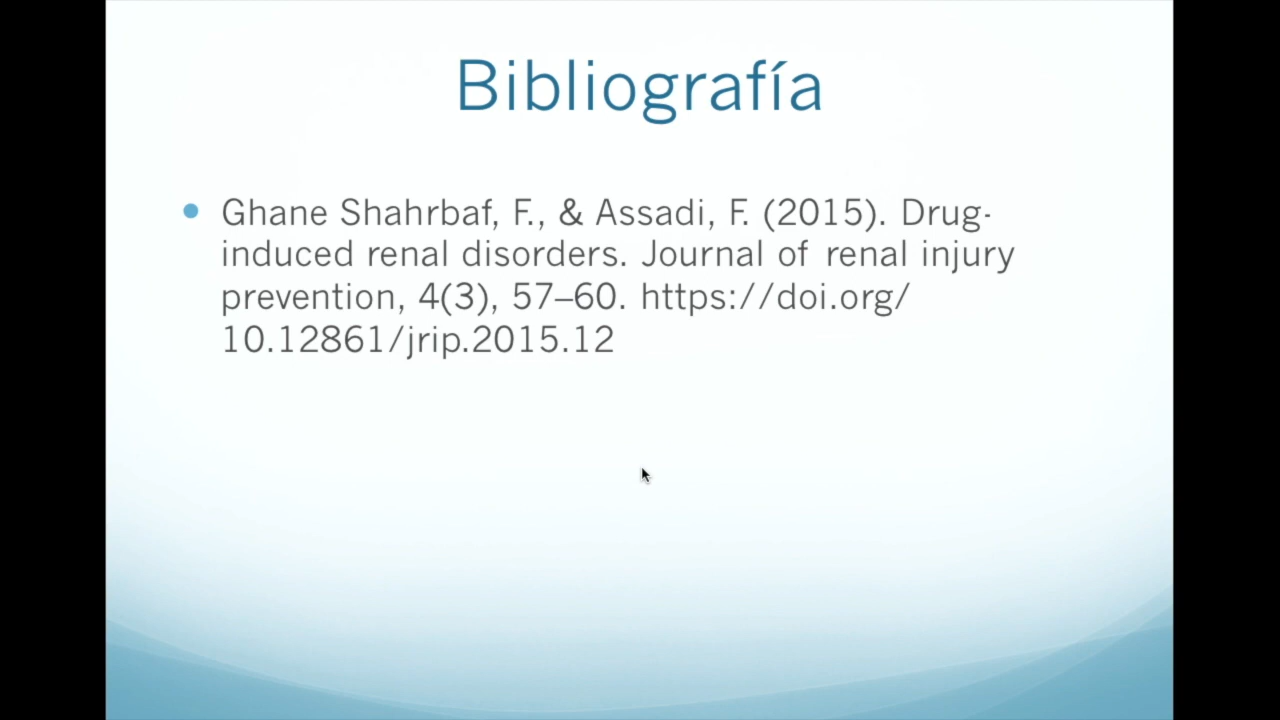 Bibliografía
Ghane Shahrbaf, F., & Assadi, F. (2015). Drug-
induced renal disorders. Journal of renal injury
prevention, 4(3), 57–60. https://doi.org/
10.12861/jrip.2015.12